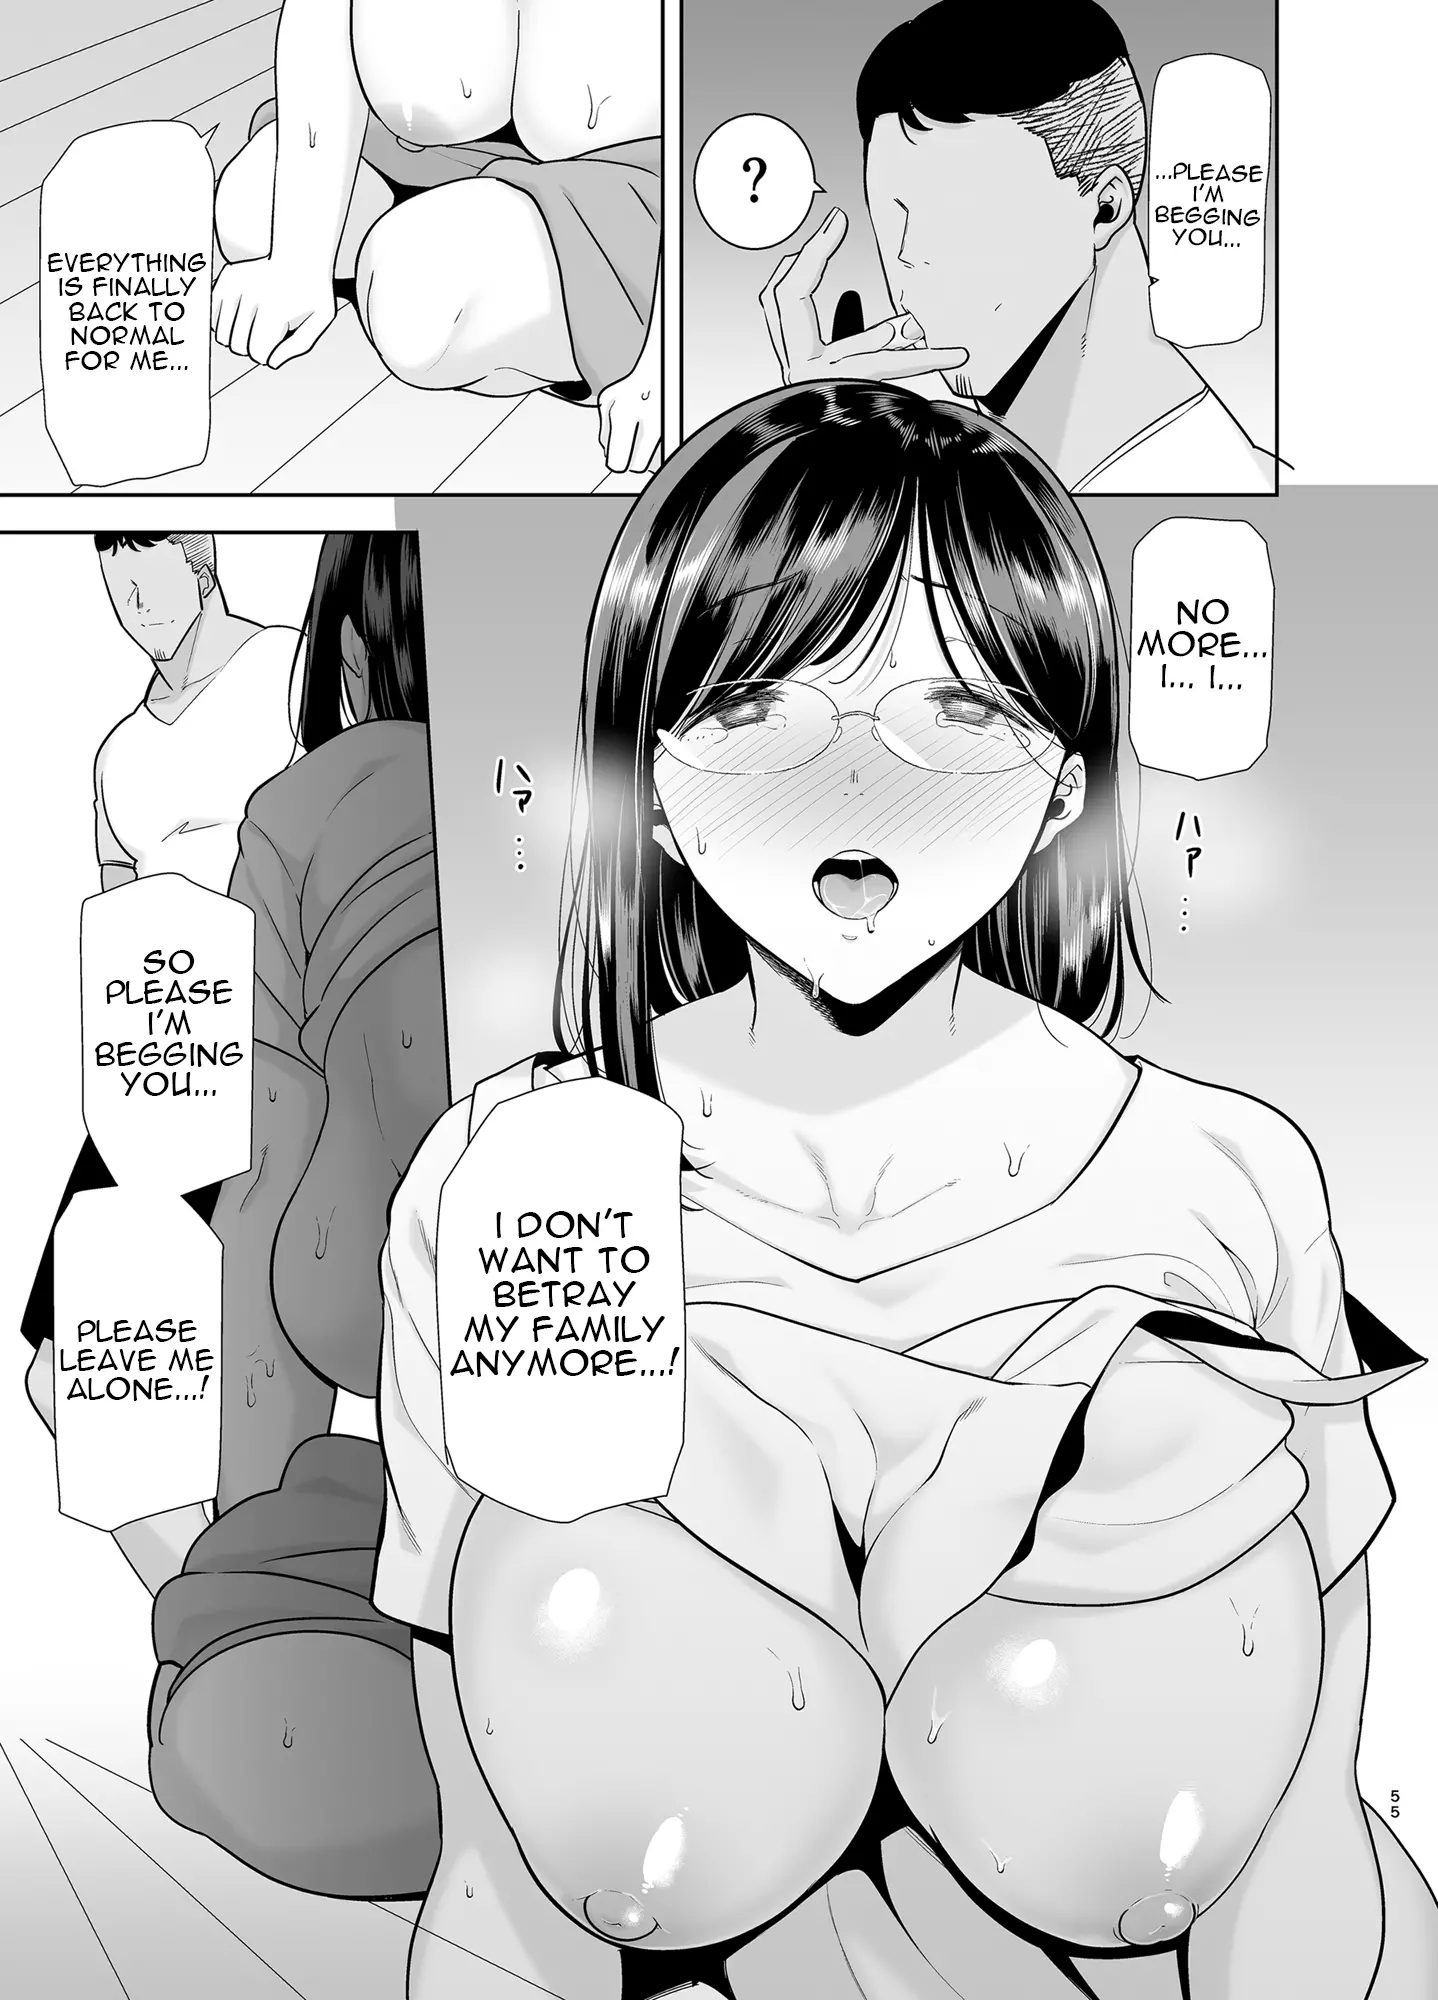 ...PLEASE
I'M
BEGGING
YOU...
?
EVERYTHING
IS FINALLY
BACK TO
NORMAL
FOR ME...
NO
MORE...
I... I...
ハァ…
ハァ…
I DON'T
WANT TO
BETRAY
MY FAMILY
ANYMORE...!
SO
PLEASE
I'M
BEGGING
YOU...
PLEASE
LEAVE ME
ALONE...!
55